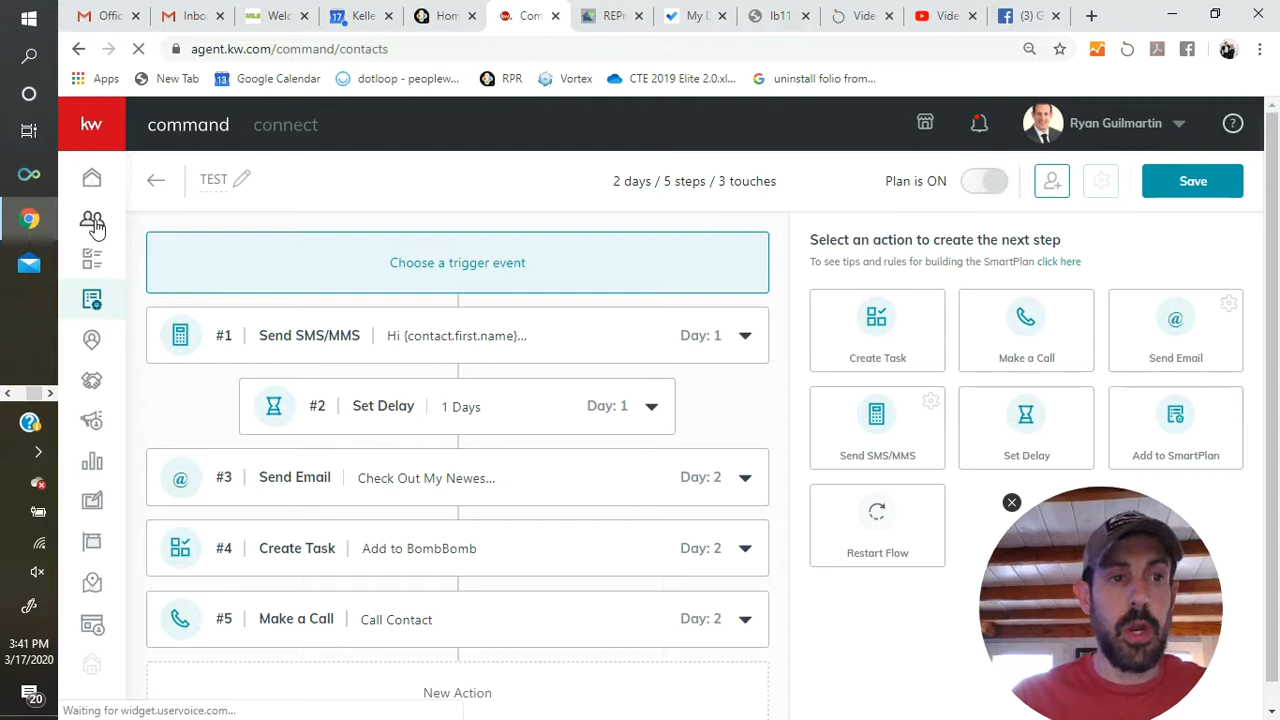 Offic
Inbo
Welc
Kelle
Hom
Com
REPr
My D
lb11
Vide
Vide
(3) G
agent.kw.com/command/contacts
Apps
New Tab
Google Calendar
dotloop - peoplew...
RPR
Vortex
CTE 2019 Elite 2.0.xl...
uninstall folio from...
kw
command
connect
Ryan Guilmartin
TEST
2 days / 5 steps / 3 touches
Plan is ON
Save
Choose a trigger event
#1 Send SMS/MMS Hi {contact.first.name}... Day: 1
#2 Set Delay 1 Days Day: 1
#3 Send Email Check Out My Newes... Day: 2
#4 Create Task Add to BombBomb Day: 2
#5 Make a Call Call Contact Day: 2
New Action
Select an action to create the next step
To see tips and rules for building the SmartPlan click here
Create Task
Make a Call
Send Email
Send SMS/MMS
Set Delay
Add to SmartPlan
Restart Flow
3:41 PM
3/17/2020
20
Waiting for widget.uservoice.com...